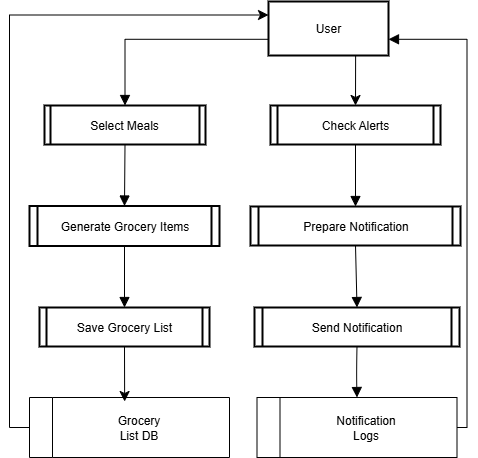 User
Select Meals
Check Alerts
Generate Grocery Items
Prepare Notification
Save Grocery List
Send Notification
Grocery
List DB
Notification
Logs